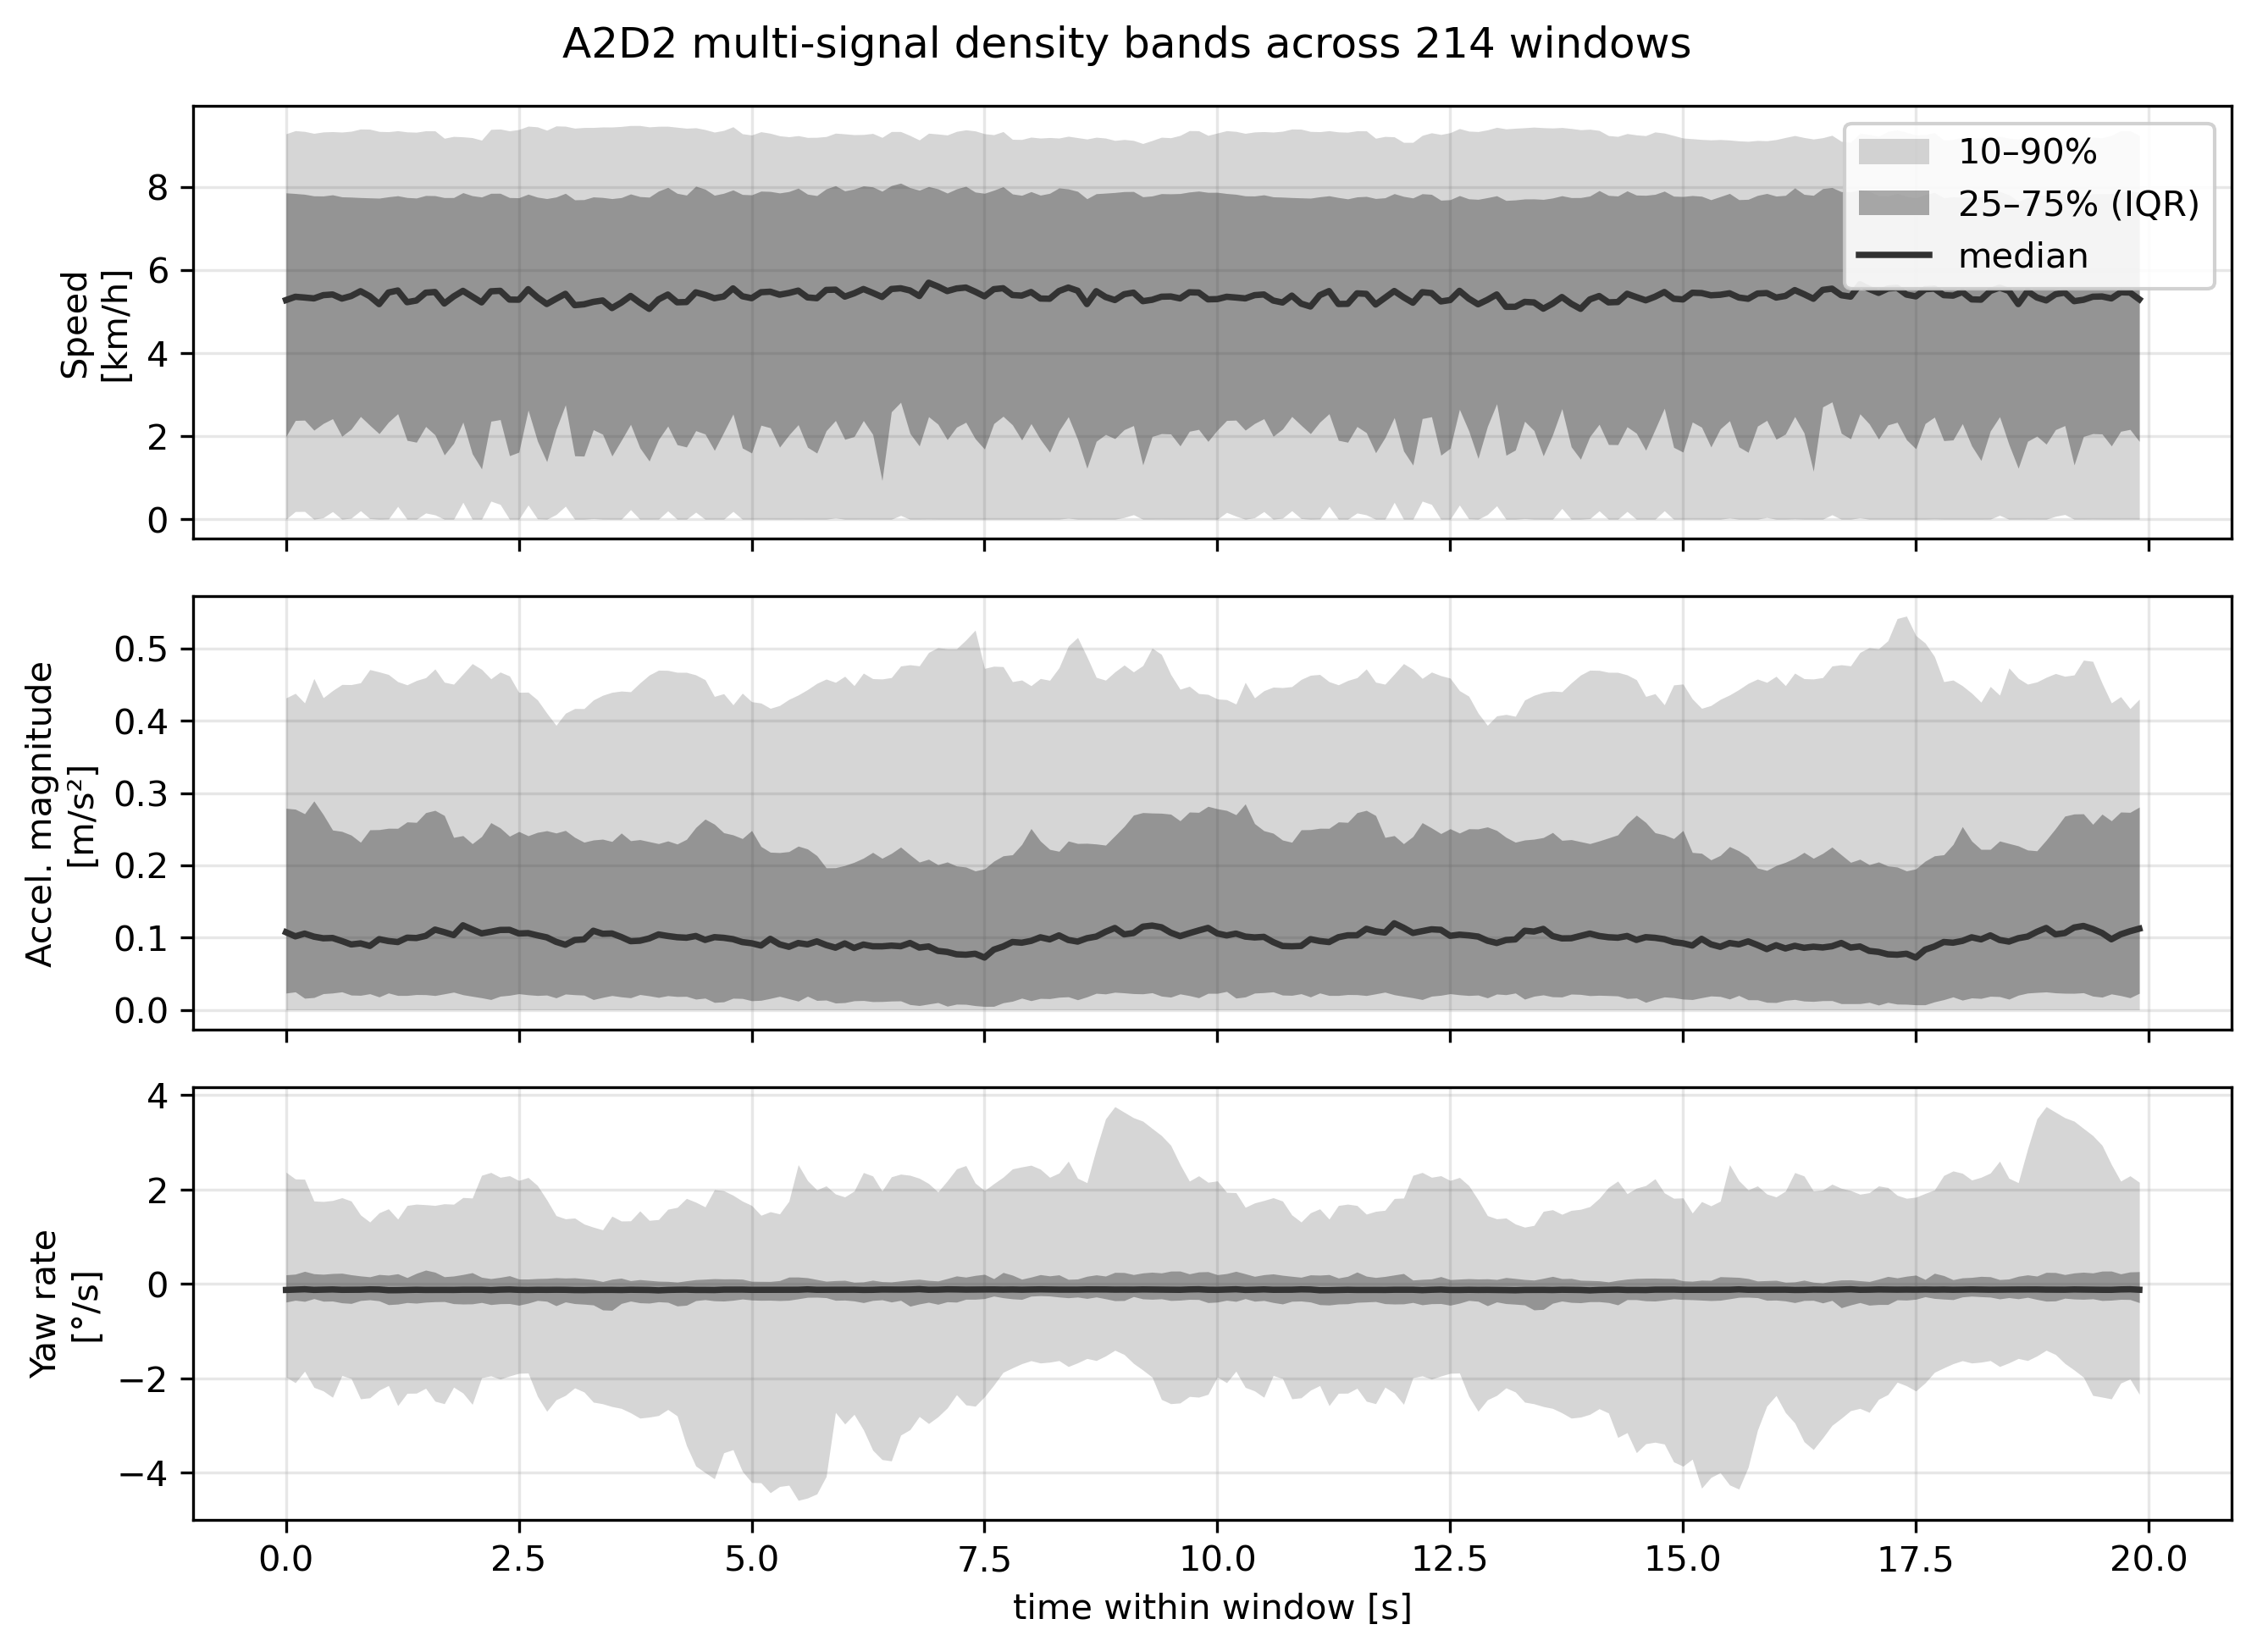 A2D2 multi-signal density bands across 214 windows
Speed
[km/h]
8
6
4
2
0
10–90%
25–75% (IQR)
median
Accel. magnitude
[m/s²]
0.5
0.4
0.3
0.2
0.1
0.0
Yaw rate
[°/s]
4
2
0
−2
−4
0.0 2.5 5.0 7.5 10.0 12.5 15.0 17.5 20.0
time within window [s]